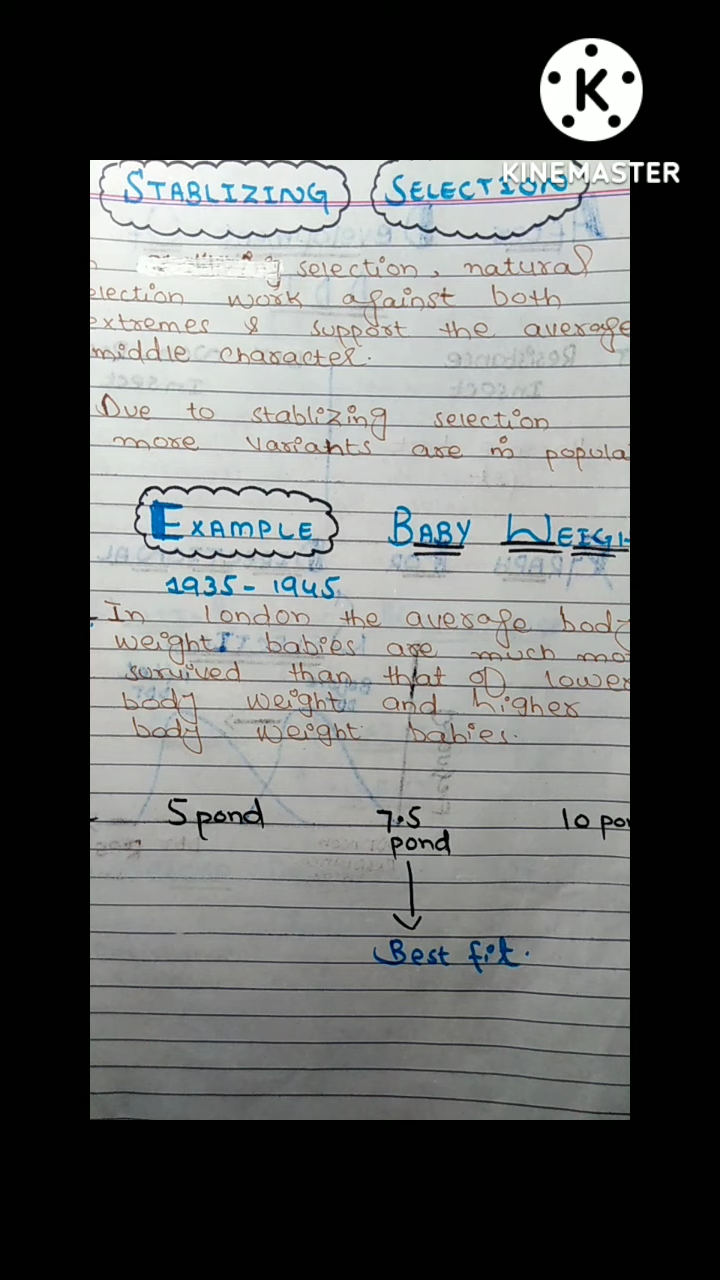 K
KINEMASTER
STABLIZING SELECTION
selection, natural
election work against both
extremes & support the average
middle character.
Due to stablizing selection
more variants are in popula
EXAMPLE BABY WEIGH
1935-1945
In london the average body
weight babies are much mo
survived than that of lower
body weight and higher
body weight babies.
5 pond 7.5 10 po
pond
Best fit.